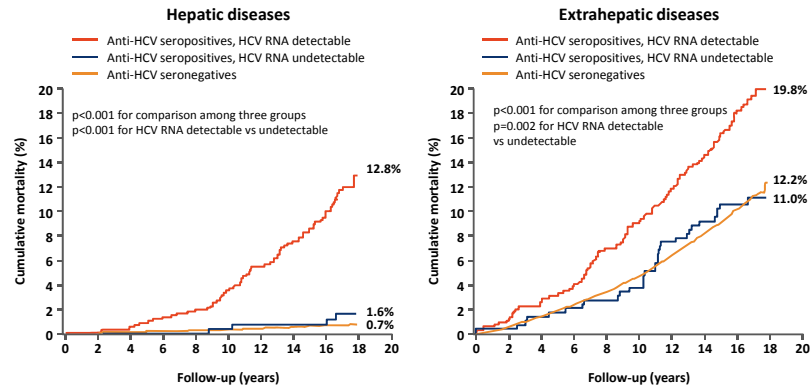 Hepatic diseases
Anti-HCV seropositives, HCV RNA detectable
Anti-HCV seropositives, HCV RNA undetectable
Anti-HCV seronegatives
p<0.001 for comparison among three groups
p<0.001 for HCV RNA detectable vs undetectable
Cumulative mortality (%)
20
18
16
14
12
10
8
6
4
2
0
12.8%
1.6%
0.7%
0 2 4 6 8 10 12 14 16 18 20
Follow-up (years)
Extrahepatic diseases
Anti-HCV seropositives, HCV RNA detectable
Anti-HCV seropositives, HCV RNA undetectable
Anti-HCV seronegatives
p<0.001 for comparison among three groups
p=0.002 for HCV RNA detectable
vs undetectable
Cumulative mortality (%)
20
18
16
14
12
10
8
6
4
2
0
19.8%
12.2%
11.0%
0 2 4 6 8 10 12 14 16 18 20
Follow-up (years)